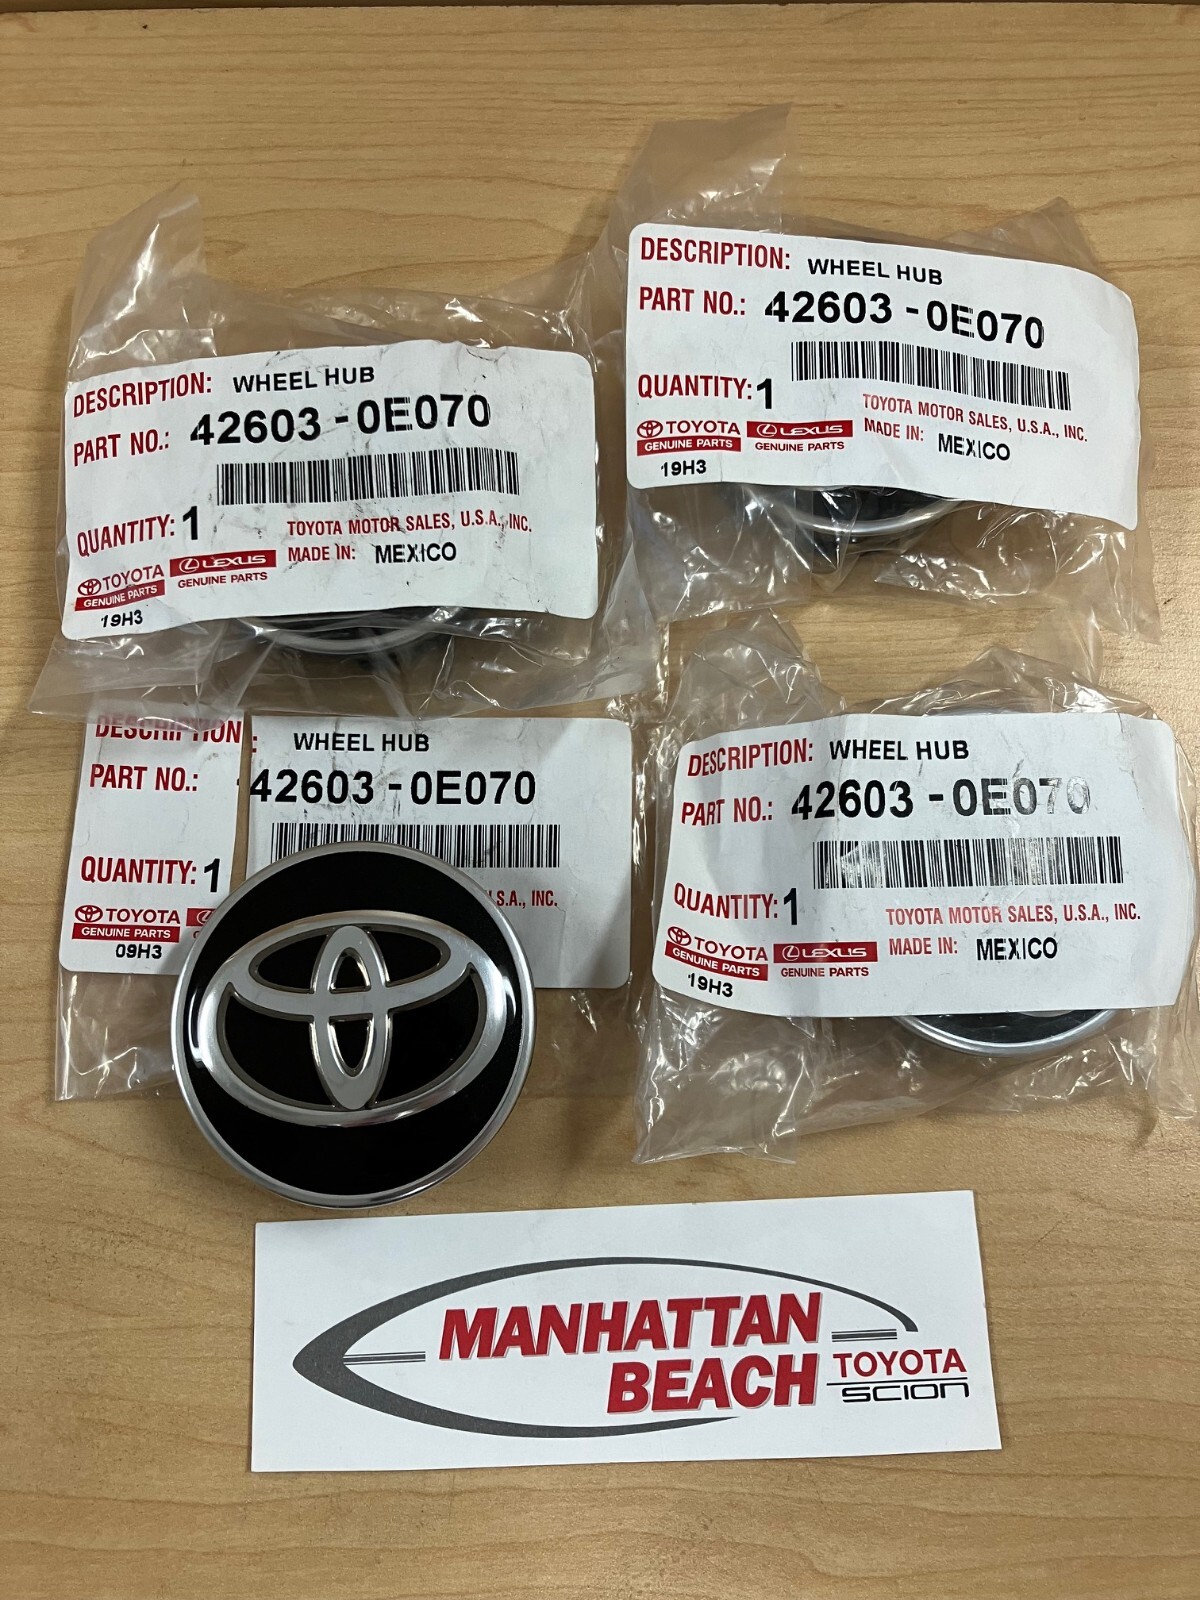 DESCRIPTION: WHEEL HUB
PART NO.: 42603-0E070
QUANTITY: 1
TOYOTA MOTOR SALES, U.S.A., INC.
MADE IN: MEXICO
TOYOTA
GENUINE PARTS
LEXUS
GENUINE PARTS
19H3
DESCRIPTION: WHEEL HUB
PART NO.: 42603-0E070
QUANTITY: 1
TOYOTA MOTOR SALES, U.S.A., INC.
MADE IN: MEXICO
TOYOTA
GENUINE PARTS
LEXUS
GENUINE PARTS
19H3
DESCRIPTION: WHEEL HUB
PART NO.: 42603-0E070
QUANTITY: 1
S.A., INC.
TOYOTA
GENUINE PARTS
09H3
DESCRIPTION: WHEEL HUB
PART NO.: 42603-0E070
QUANTITY: 1
TOYOTA MOTOR SALES, U.S.A., INC.
MADE IN: MEXICO
TOYOTA
GENUINE PARTS
LEXUS
GENUINE PARTS
19H3
MANHATTAN
BEACH
TOYOTA
SCION